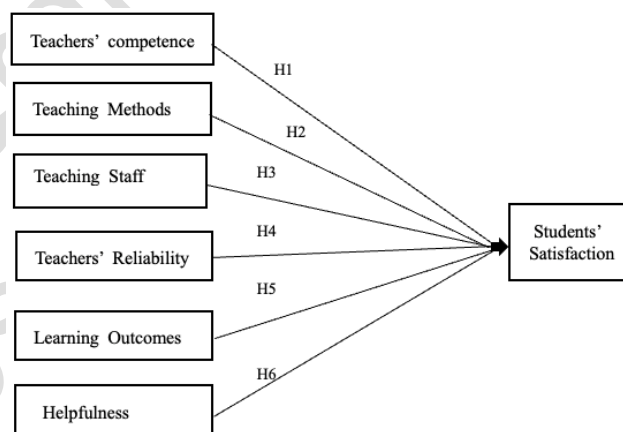 Teachers' competence
H1
Teaching Methods
H2
Teaching Staff
H3
Teachers' Reliability
H4
Learning Outcomes
H5
Helpfulness
H6
Students'
Satisfaction